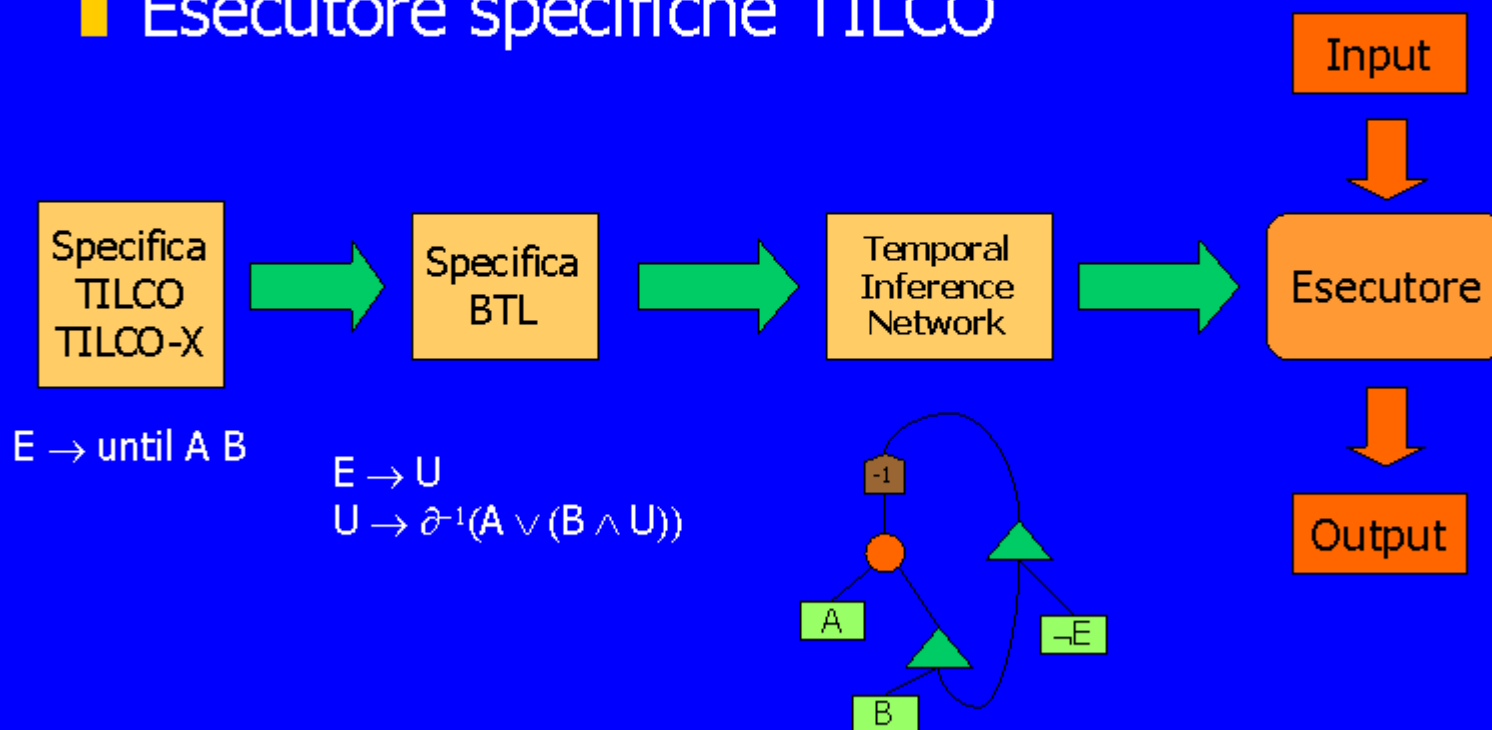 Esecutore specifiche TILCO
Input
Specifica
TILCO
TILCO-X
Specifica
BTL
Temporal
Inference
Network
Esecutore
E → until A B
E → U
U → ∂⁻¹(A ∨ (B ∧ U))
-1
A
¬E
B
Output